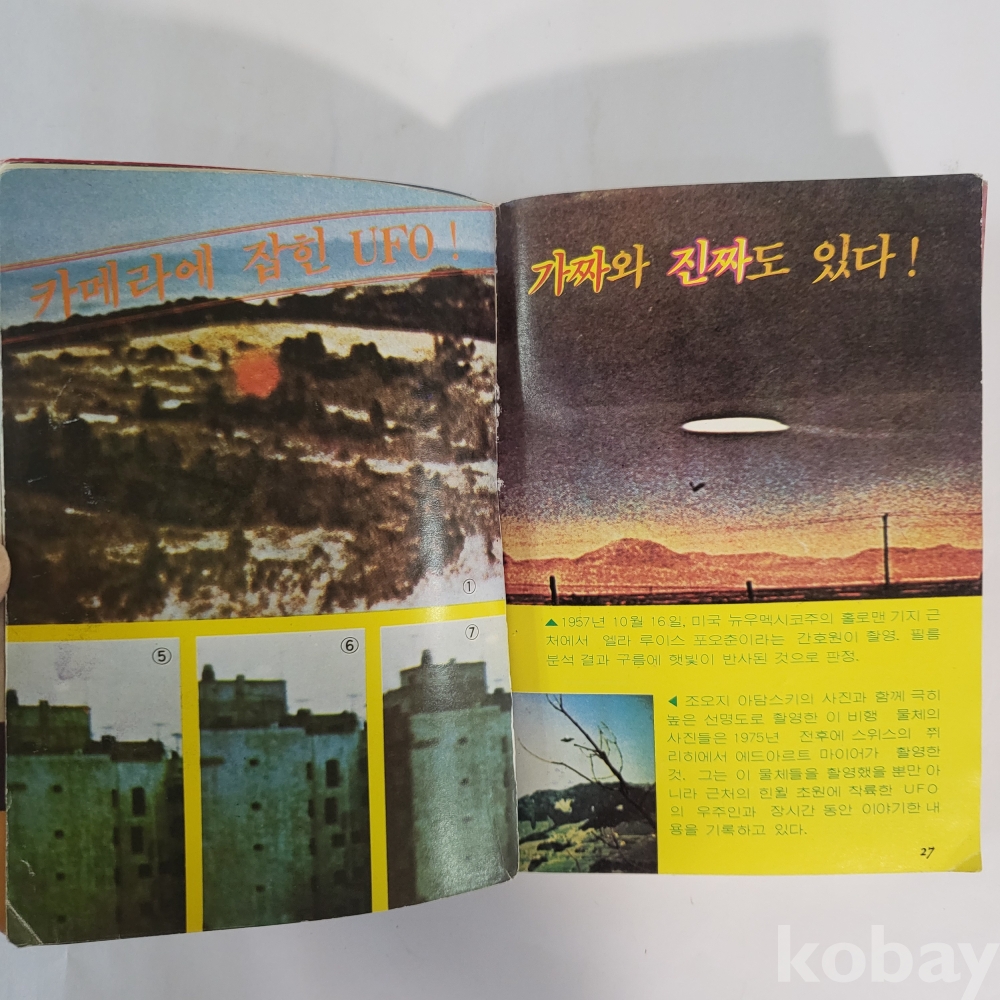 카메라에 잡힌 UFO!
①
⑤
⑥
⑦
가짜와 진짜도 있다!
▲1957년 10월 16일, 미국 뉴우멕시코주의 홀로맨 기지 근
처에서 엘라 루이스 포오춘이라는 간호원이 촬영. 필름
분석 결과 구름에 햇빛이 반사된 것으로 판정.
◀ 조오지 아담스키의 사진과 함께 극히
높은 선명도로 촬영한 이 비행 물체의
사진들은 1975년 전후에 스위스의 쮜
리히에서 에드아르트 마이어가 촬영한
것. 그는 이 물체들을 촬영했을 뿐만 아
니라 근처의 힌윌 초원에 착륙한 UFO
의 우주인과 장시간 동안 이야기한 내
용을 기록하고 있다.
27
kobay